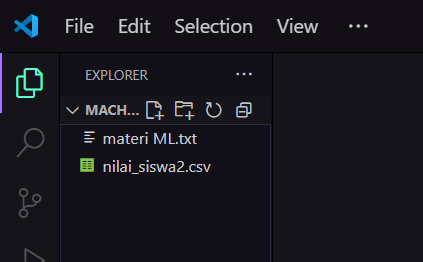 File Edit Selection View ...
EXPLORER ...
MACH...
materi ML.txt
nilai_siswa2.csv